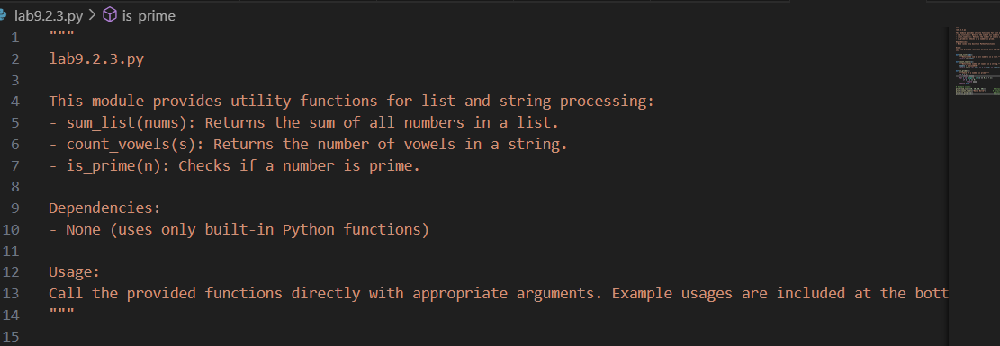 lab9.2.3.py > is_prime
1 """
2 lab9.2.3.py
3
4 This module provides utility functions for list and string processing:
5 - sum_list(nums): Returns the sum of all numbers in a list.
6 - count_vowels(s): Returns the number of vowels in a string.
7 - is_prime(n): Checks if a number is prime.
8
9 Dependencies:
10 - None (uses only built-in Python functions)
11
12 Usage:
13 Call the provided functions directly with appropriate arguments. Example usages are included at the bott
14 """
15